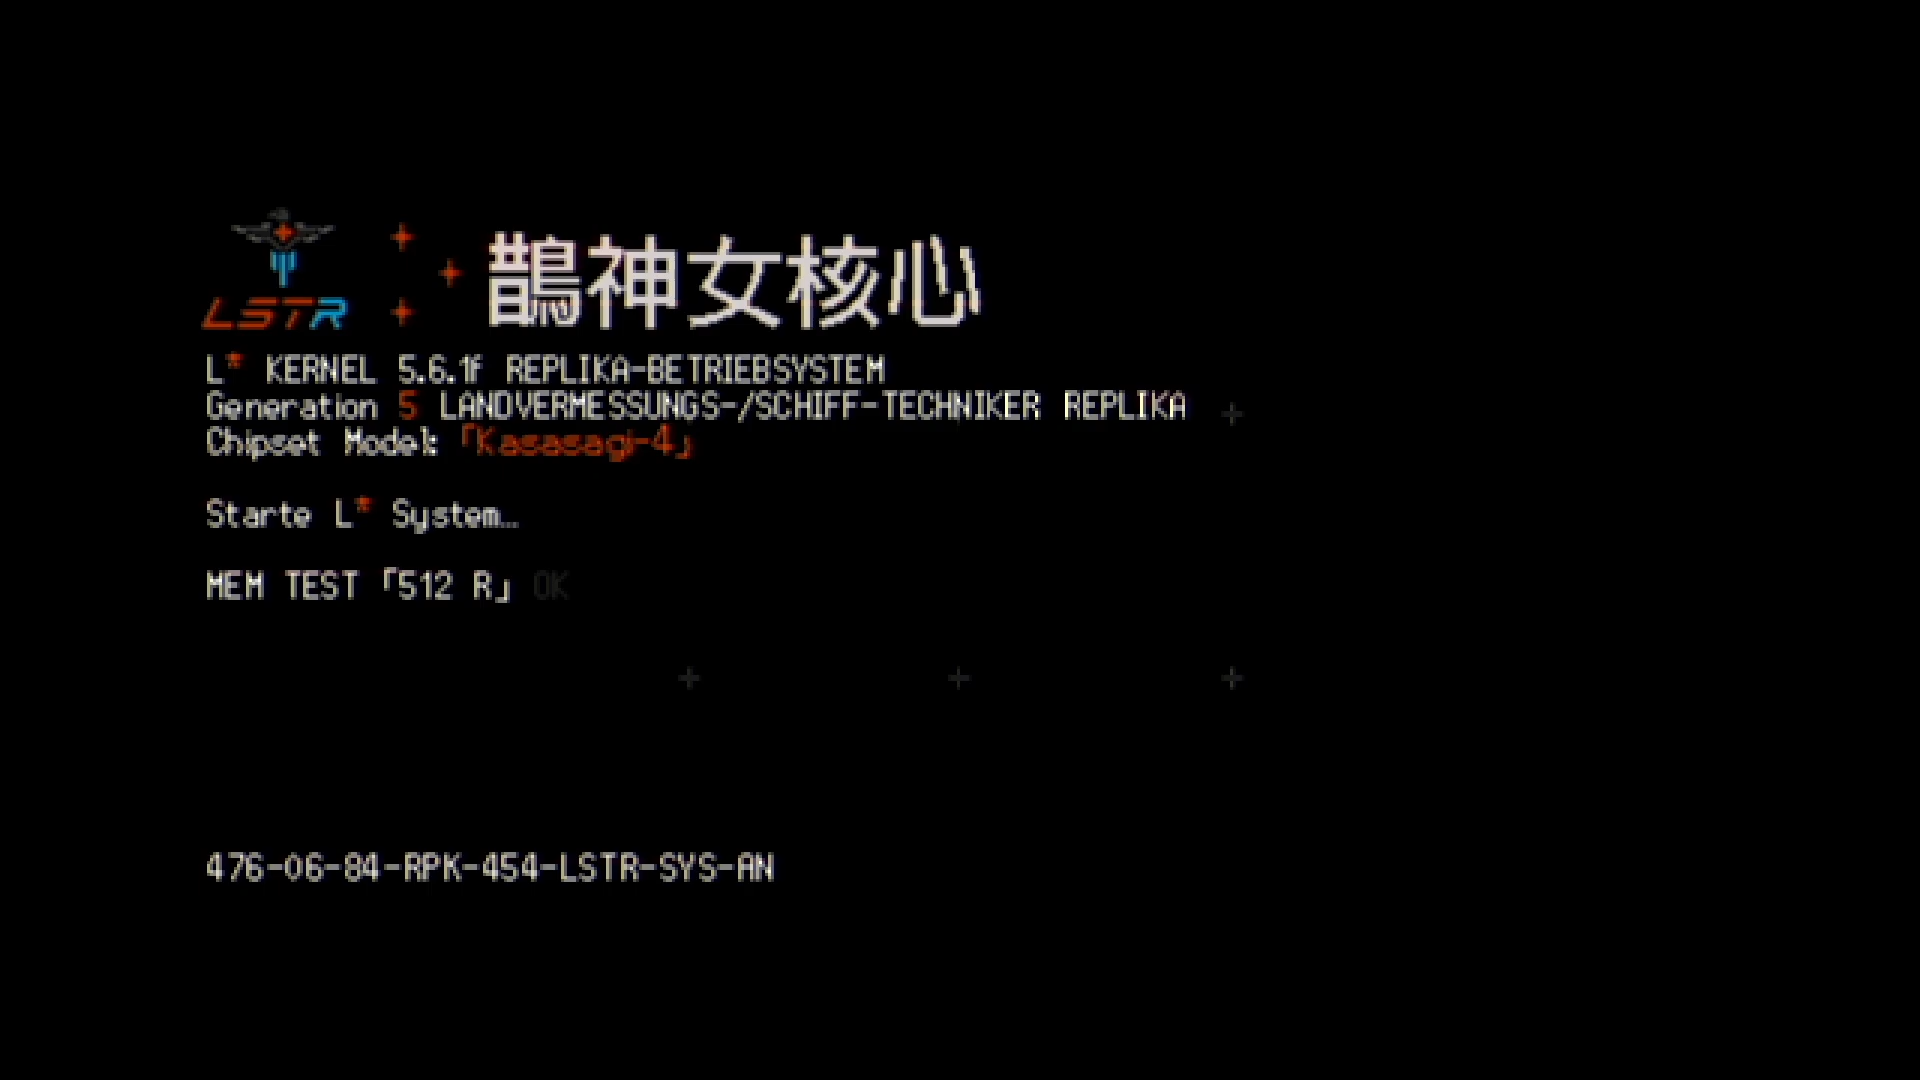 LSTR
鵲神女核心
L* KERNEL 5.6.1f REPLIKA-BETRIEBSYSTEM
Generation 5 LANDVERMESSUNGS-/SCHIFF-TECHNIKER REPLIKA
Chipset Model: 「Kasasagi-4」
Starte L* System…
MEM TEST 「512 R」 OK
476-06-84-RPK-454-LSTR-SYS-AN